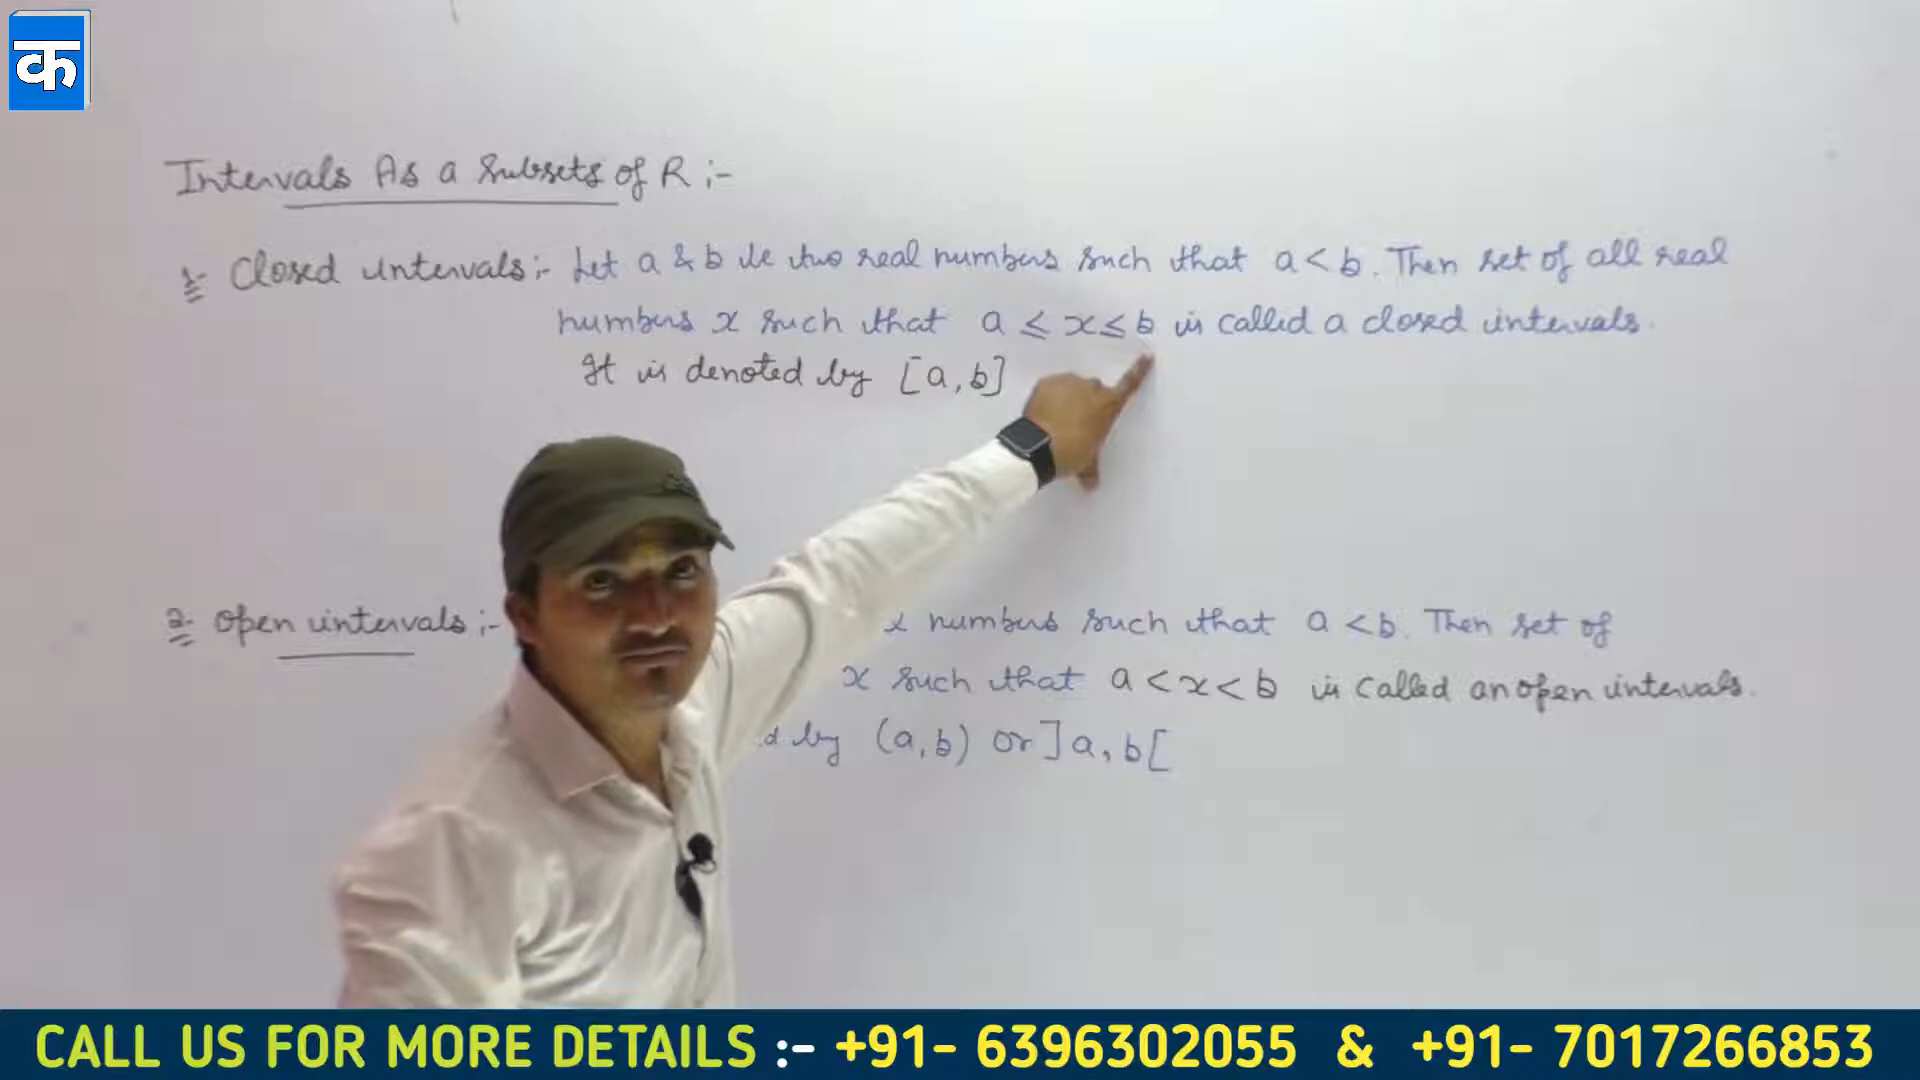 क
Intervals As a Subsets of R :-
1- Closed intervals :- Let a & b be two real numbers such that a < b. Then set of all real
numbers x such that a ≤ x ≤ b is called a closed intervals.
It is denoted by [a, b]
2- open intervals :- numbers such that a < b. Then set of
x such that a < x < b is called an open intervals.
by (a, b) or ]a, b[
CALL US FOR MORE DETAILS :- +91- 6396302055 & +91- 7017266853